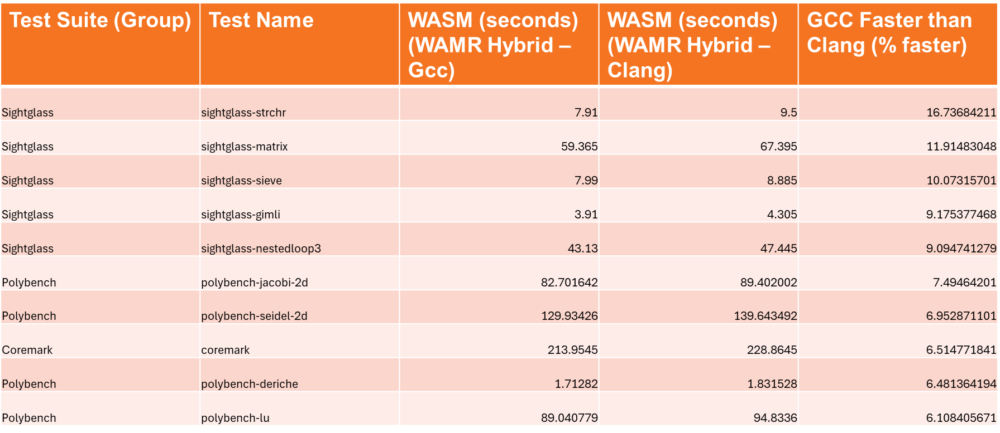 Test Suite (Group) Test Name WASM (seconds) WASM (seconds) GCC Faster than
(WAMR Hybrid – (WAMR Hybrid – Clang (% faster)
Gcc) Clang)
Sightglass sightglass-strchr 7.91 9.5 16.73684211
Sightglass sightglass-matrix 59.365 67.395 11.91483048
Sightglass sightglass-sieve 7.99 8.885 10.07315701
Sightglass sightglass-gimli 3.91 4.305 9.175377468
Sightglass sightglass-nestedloop3 43.13 47.445 9.094741279
Polybench polybench-jacobi-2d 82.701642 89.402002 7.49464201
Polybench polybench-seidel-2d 129.93426 139.643492 6.952871101
Coremark coremark 213.9545 228.8645 6.514771841
Polybench polybench-deriche 1.71282 1.831528 6.481364194
Polybench polybench-lu 89.040779 94.8336 6.108405671